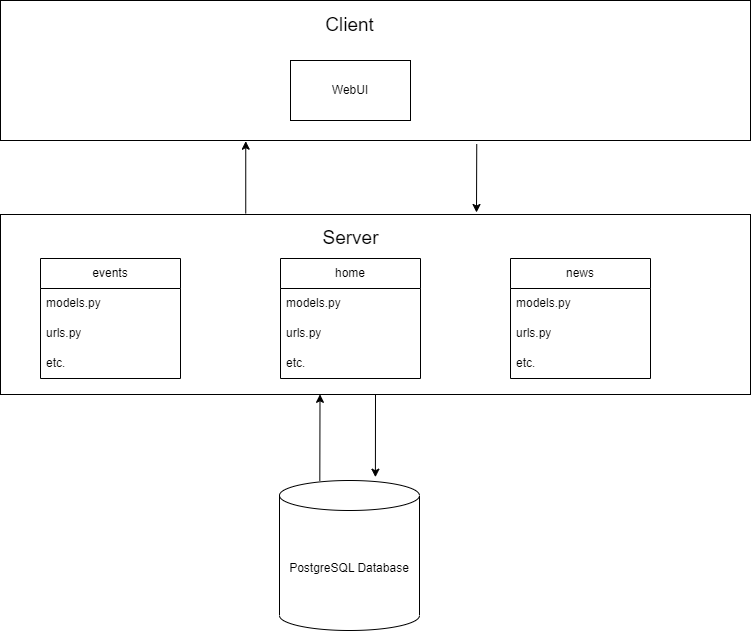 Client
WebUI
Server
events
models.py
urls.py
etc.
home
models.py
urls.py
etc.
news
models.py
urls.py
etc.
PostgreSQL Database